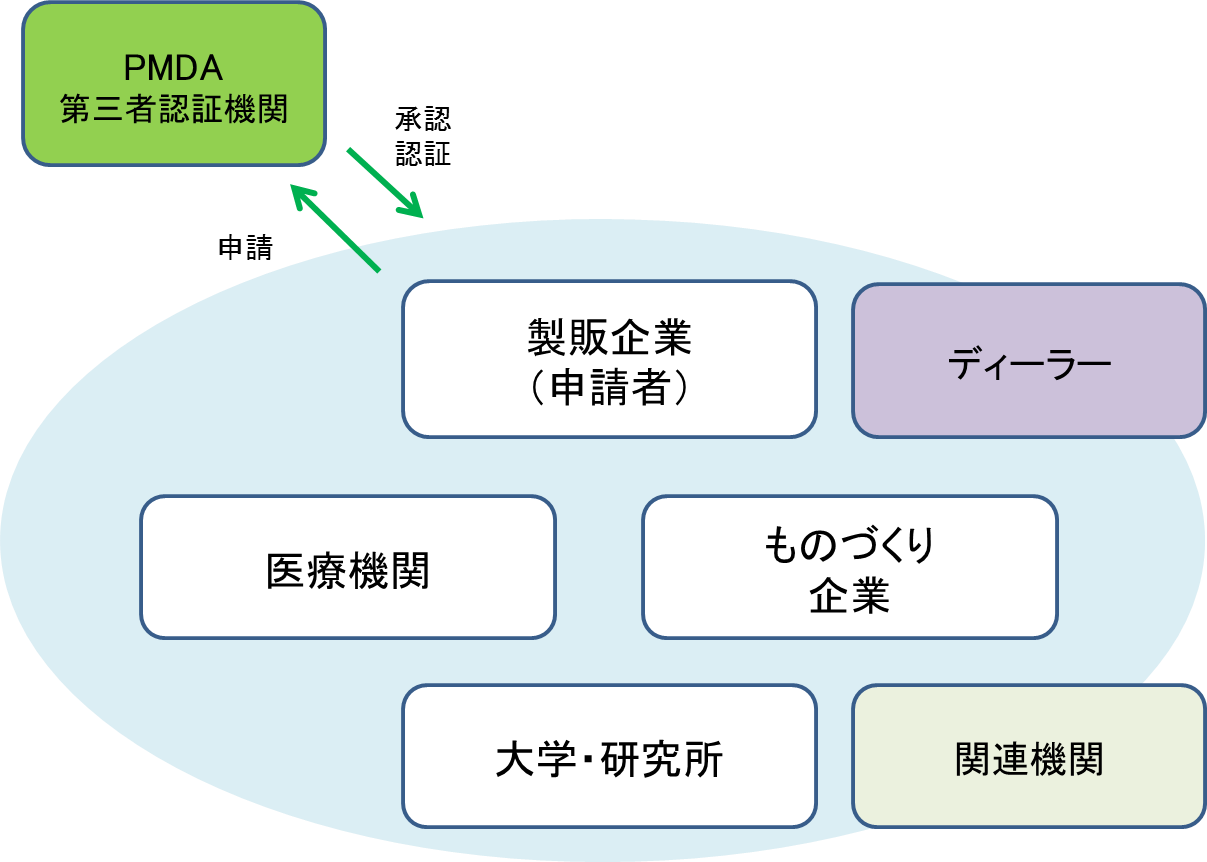 PMDA
第三者認証機関
承認
認証
申請
製販企業
（申請者）
ディーラー
医療機関
ものづくり
企業
大学・研究所
関連機関